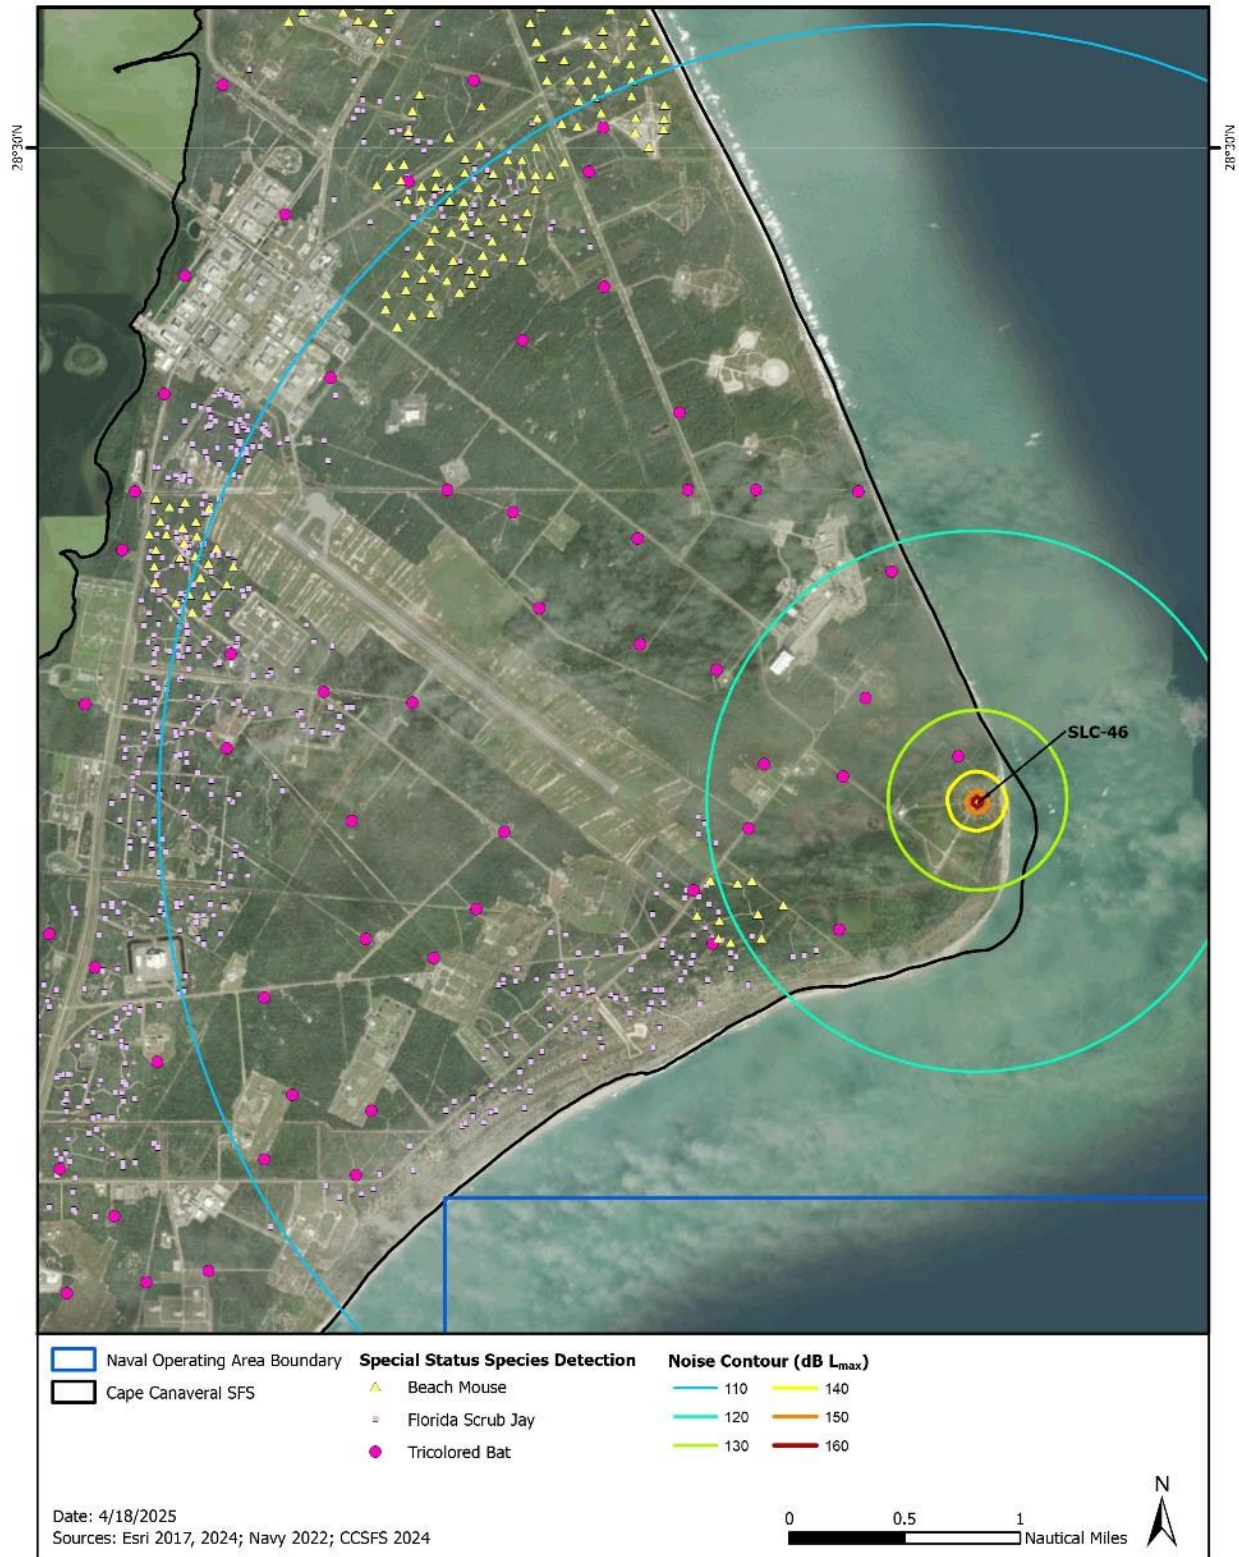 28°30'N
28°30'N
SLC-46
Naval Operating Area Boundary
Cape Canaveral SFS
Special Status Species Detection
Beach Mouse
Florida Scrub Jay
Tricolored Bat
Noise Contour (dB Lmax)
110
120
130
140
150
160
Date: 4/18/2025
Sources: Esri 2017, 2024; Navy 2022; CCSFS 2024
0 0.5 1
Nautical Miles
N